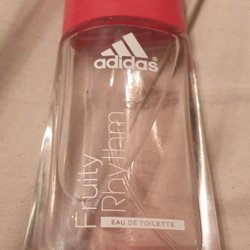 adidas
Fruity
Rhythm
EAU DE TOILETTE